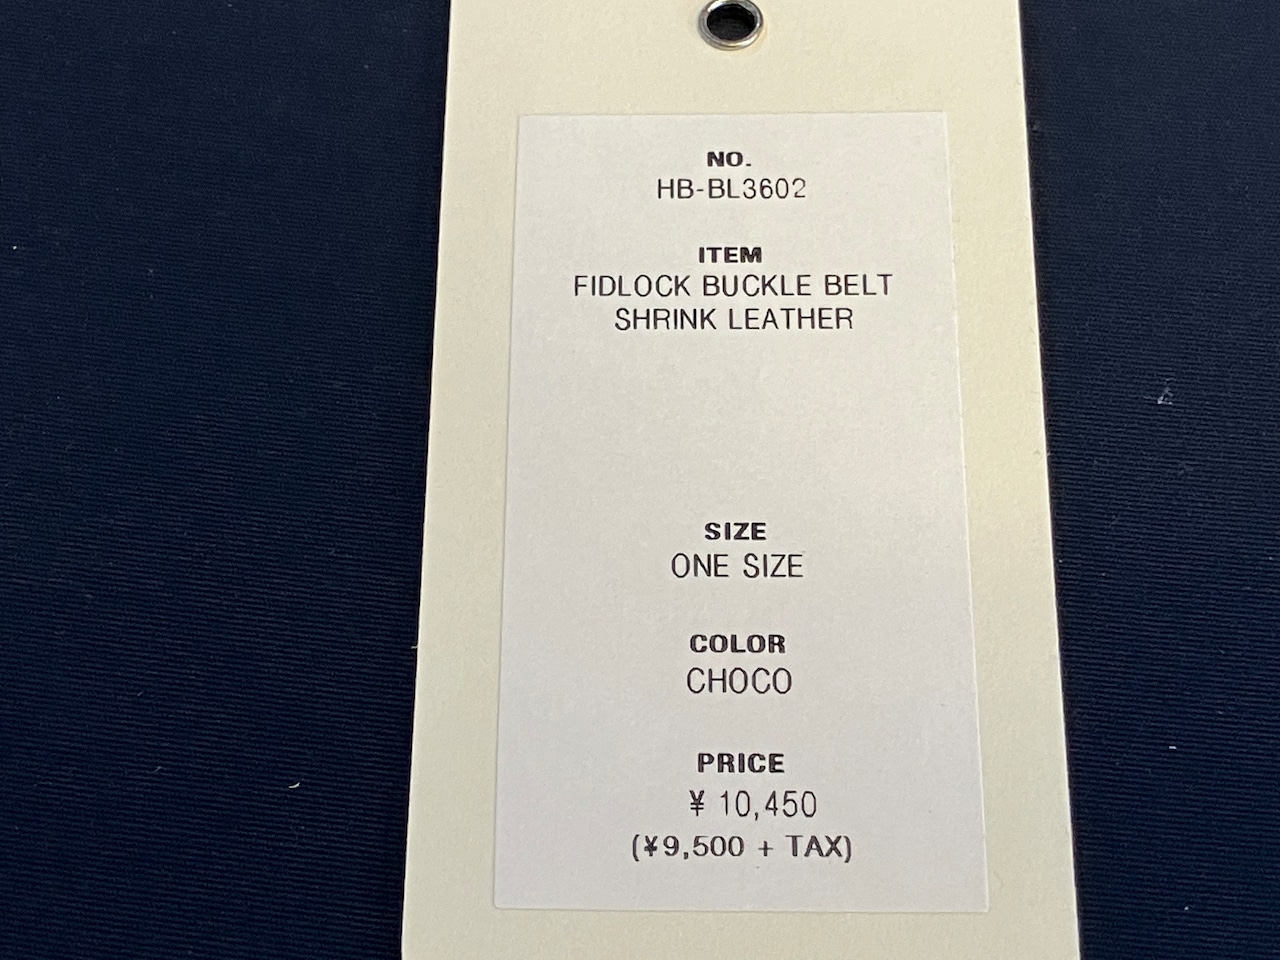 NO.
HB-BL3602
ITEM
FIDLOCK BUCKLE BELT
SHRINK LEATHER
SIZE
ONE SIZE
COLOR
CHOCO
PRICE
¥ 10,450
(¥9,500 + TAX)